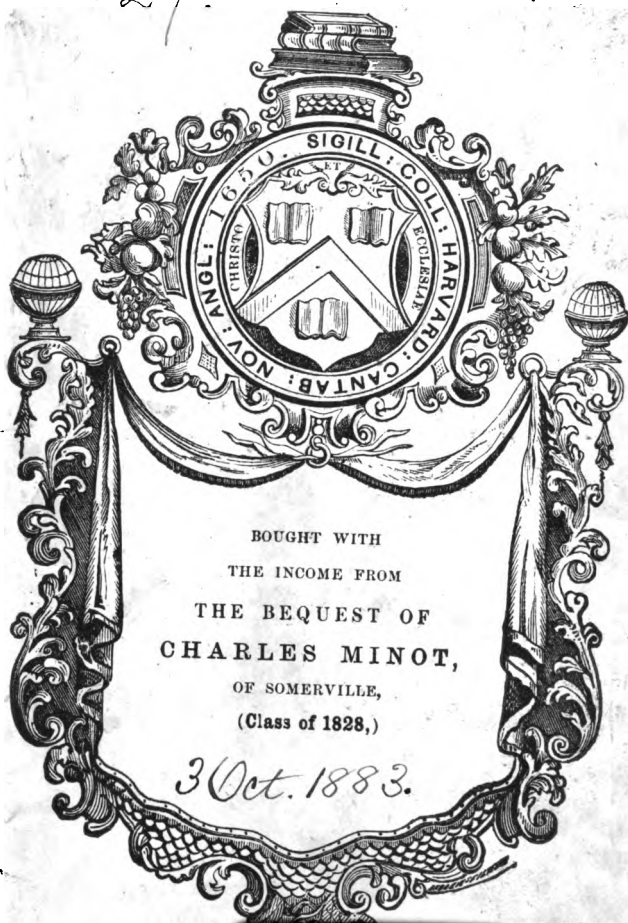 SIGILL: COLL: HARVARD: CANTAB: NOV: ANGL: 1650.
ET
CHRISTO
ECCLESIAE
BOUGHT WITH
THE INCOME FROM
THE BEQUEST OF
CHARLES MINOT,
OF SOMERVILLE,
(Class of 1828,)
3 Oct. 1883.